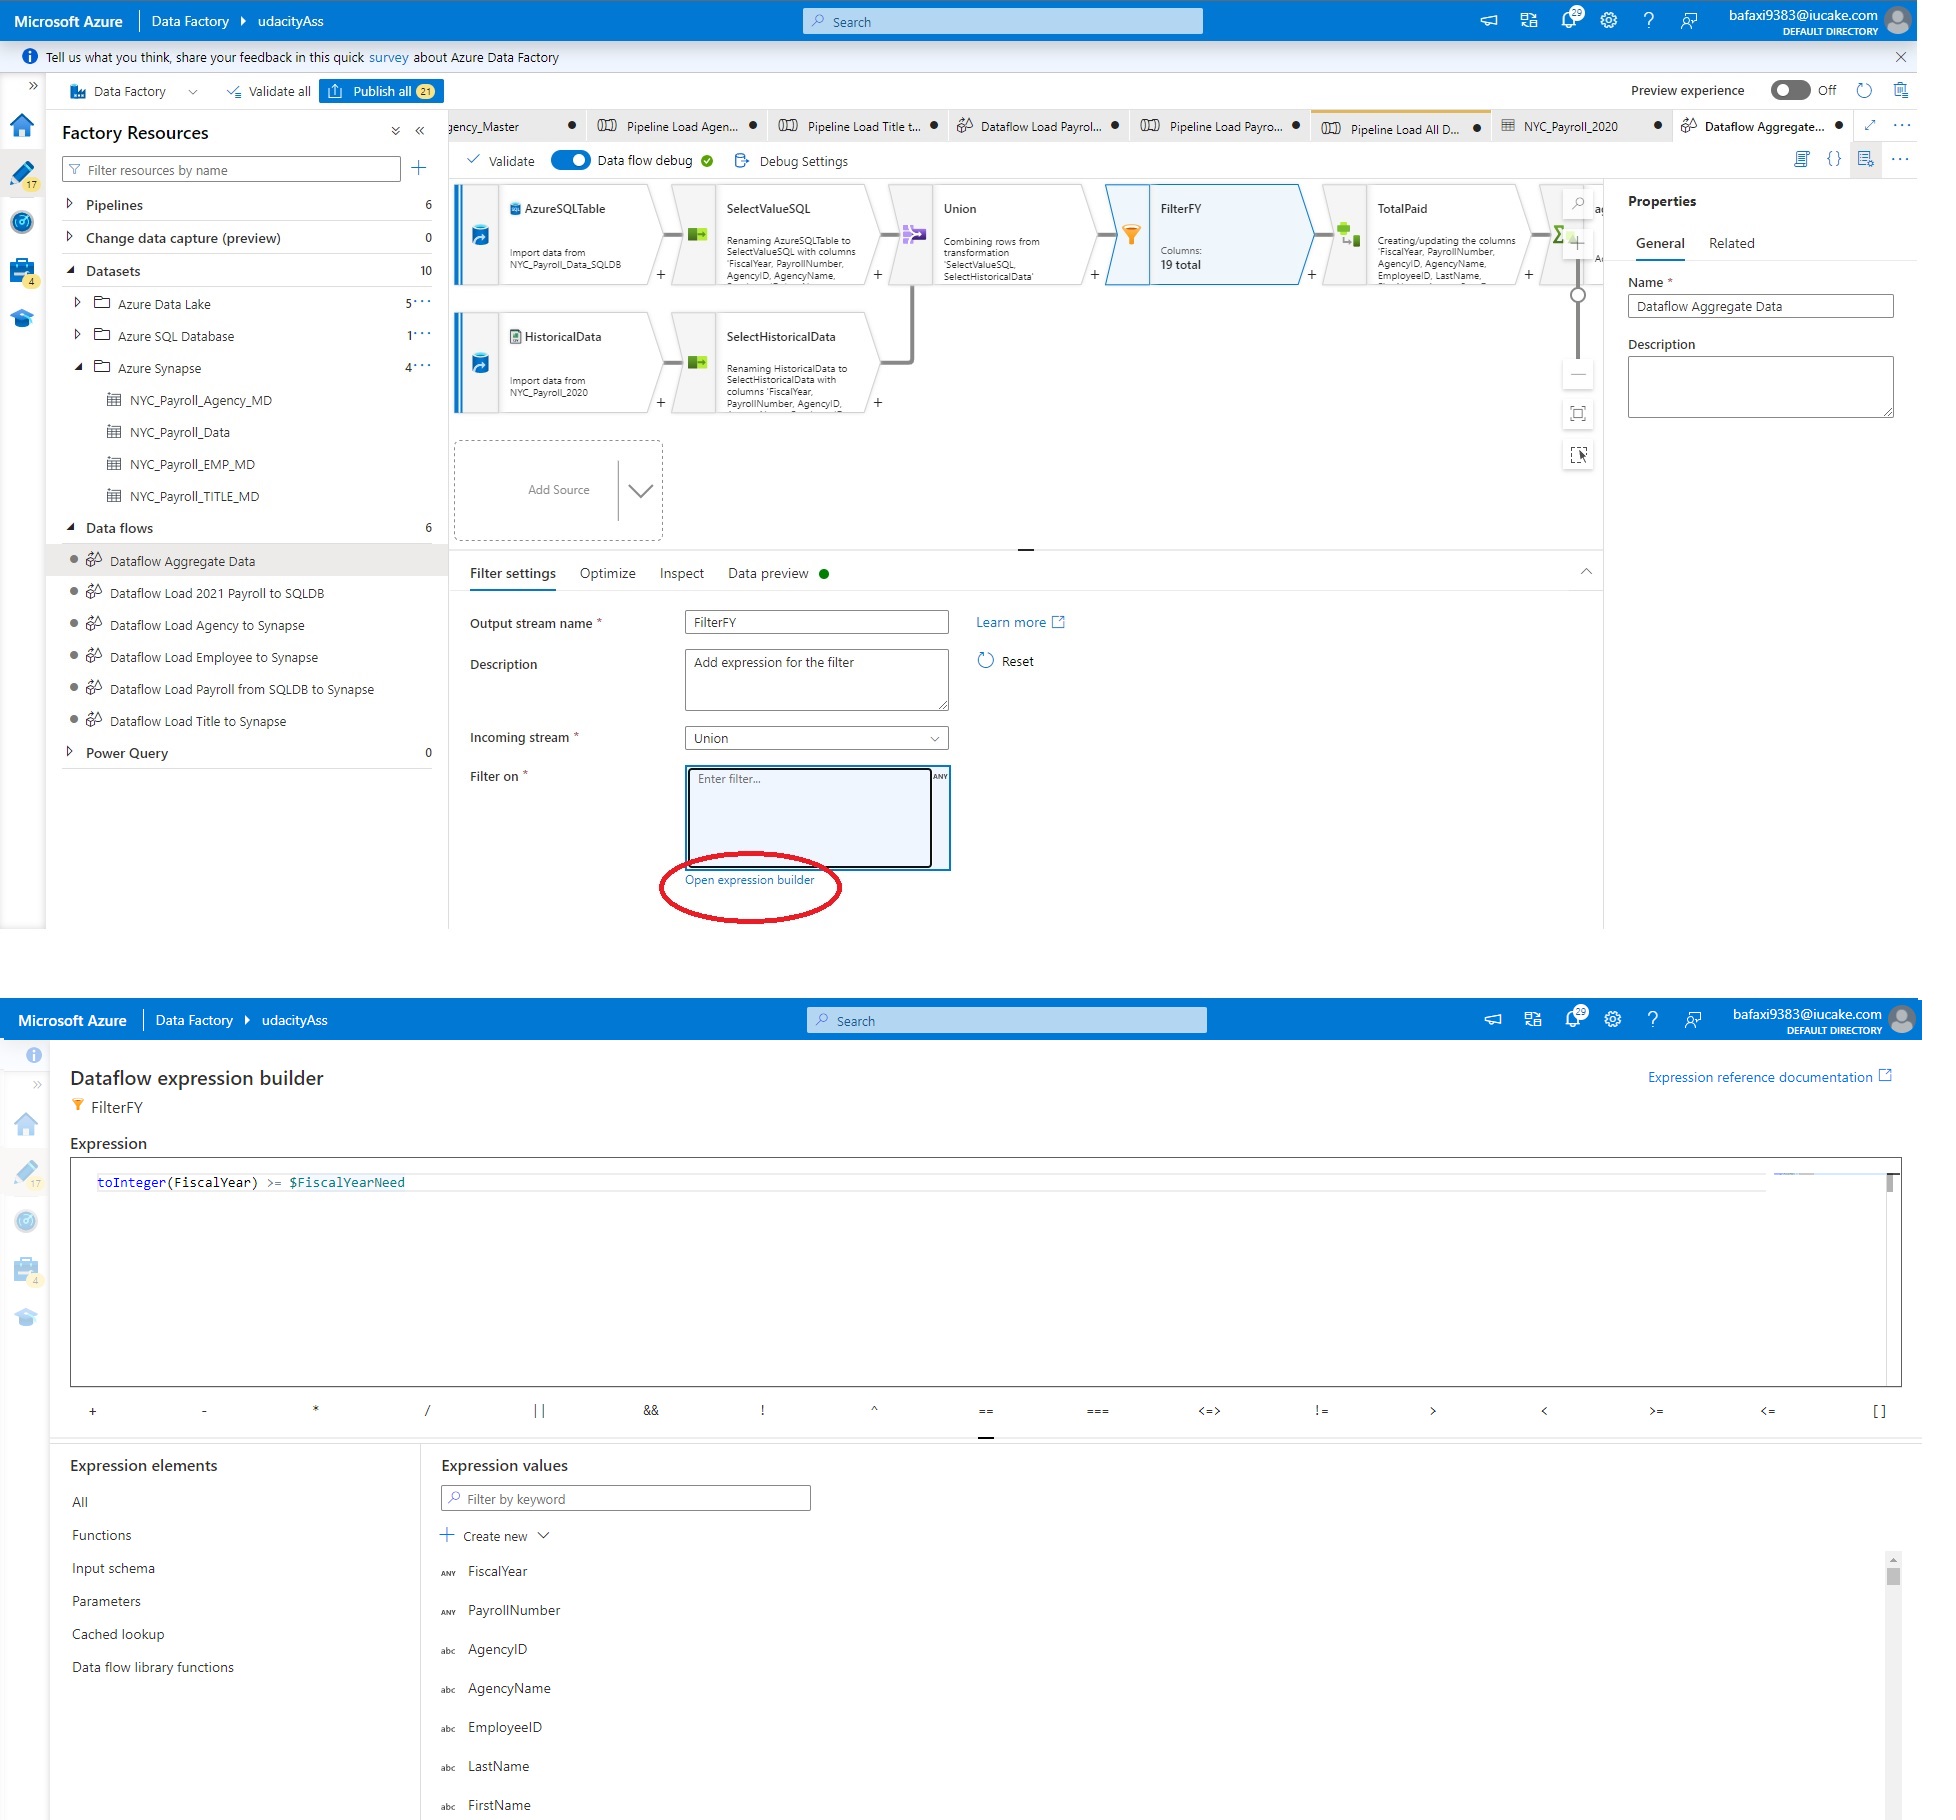 Microsoft Azure Data Factory udacityAss Search 29 bafaxi9383@iucake.com
DEFAULT DIRECTORY
Tell us what you think, share your feedback in this quick survey about Azure Data Factory
Data Factory Validate all Publish all 21 Preview experience Off
Factory Resources
Filter resources by name
17
4
Pipelines 6
Change data capture (preview) 0
Datasets 10
Azure Data Lake 5
Azure SQL Database 1
Azure Synapse 4
NYC_Payroll_Agency_MD
NYC_Payroll_Data
NYC_Payroll_EMP_MD
NYC_Payroll_TITLE_MD
Data flows 6
Dataflow Aggregate Data
Dataflow Load 2021 Payroll to SQLDB
Dataflow Load Agency to Synapse
Dataflow Load Employee to Synapse
Dataflow Load Payroll from SQLDB to Synapse
Dataflow Load Title to Synapse
Power Query 0
gency_Master Pipeline Load Agen... Pipeline Load Title t... Dataflow Load Payrol... Pipeline Load Payro... Pipeline Load All D... NYC_Payroll_2020 Dataflow Aggregate...
Validate Data flow debug Debug Settings
AzureSQLTable
Import data from
NYC_Payroll_Data_SQLDB
+
SelectValueSQL
Renaming AzureSQLTable to
SelectValueSQL with columns
'FiscalYear, PayrollNumber,
AgencyID, AgencyName,
+
Union
Combining rows from
transformation
'SelectValueSQL,
SelectHistoricalData'
+
FilterFY
Columns:
19 total
+
TotalPaid
Creating/updating the columns
'FiscalYear, PayrollNumber,
AgencyID, AgencyName,
EmployeeID, LastName,
+
HistoricalData
Import data from
NYC_Payroll_2020
+
SelectHistoricalData
Renaming HistoricalData to
SelectHistoricalData with
columns 'FiscalYear,
PayrollNumber, AgencyID,
+
Add Source
Properties
General Related
Name *
Dataflow Aggregate Data
Description
Filter settings Optimize Inspect Data preview
Output stream name * FilterFY Learn more
Description Add expression for the filter Reset
Incoming stream * Union
Filter on * Enter filter... ANY
Open expression builder
Microsoft Azure Data Factory udacityAss Search 29 bafaxi9383@iucake.com
DEFAULT DIRECTORY
Dataflow expression builder Expression reference documentation
FilterFY
Expression
17
4
toInteger(FiscalYear) >= $FiscalYearNeed
+ - * / || && ! ^ == === <=> != > < >= <= []
Expression elements
All
Functions
Input schema
Parameters
Cached lookup
Data flow library functions
Expression values
Filter by keyword
Create new
ANY FiscalYear
ANY PayrollNumber
abc AgencyID
abc AgencyName
abc EmployeeID
abc LastName
abc FirstName